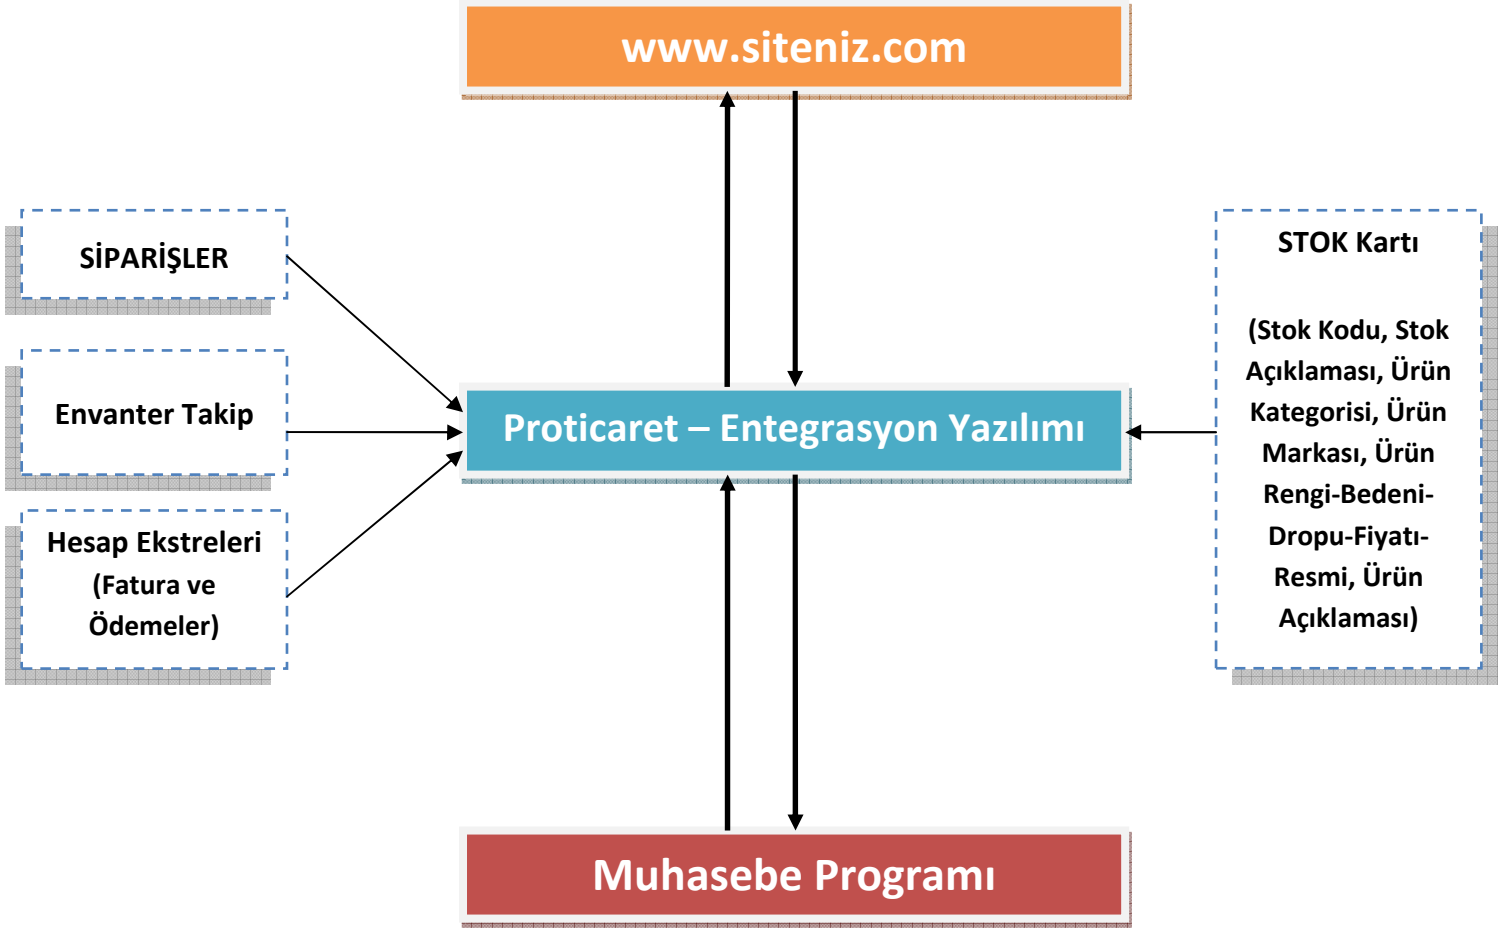 www.siteniz.com
SİPARİŞLER
Envanter Takip
Hesap Ekstreleri
(Fatura ve
Ödemeler)
Proticaret – Entegrasyon Yazılımı
STOK Kartı
(Stok Kodu, Stok
Açıklaması, Ürün
Kategorisi, Ürün
Markası, Ürün
Rengi-Bedeni-
Dropu-Fiyatı-
Resmi, Ürün
Açıklaması)
Muhasebe Programı